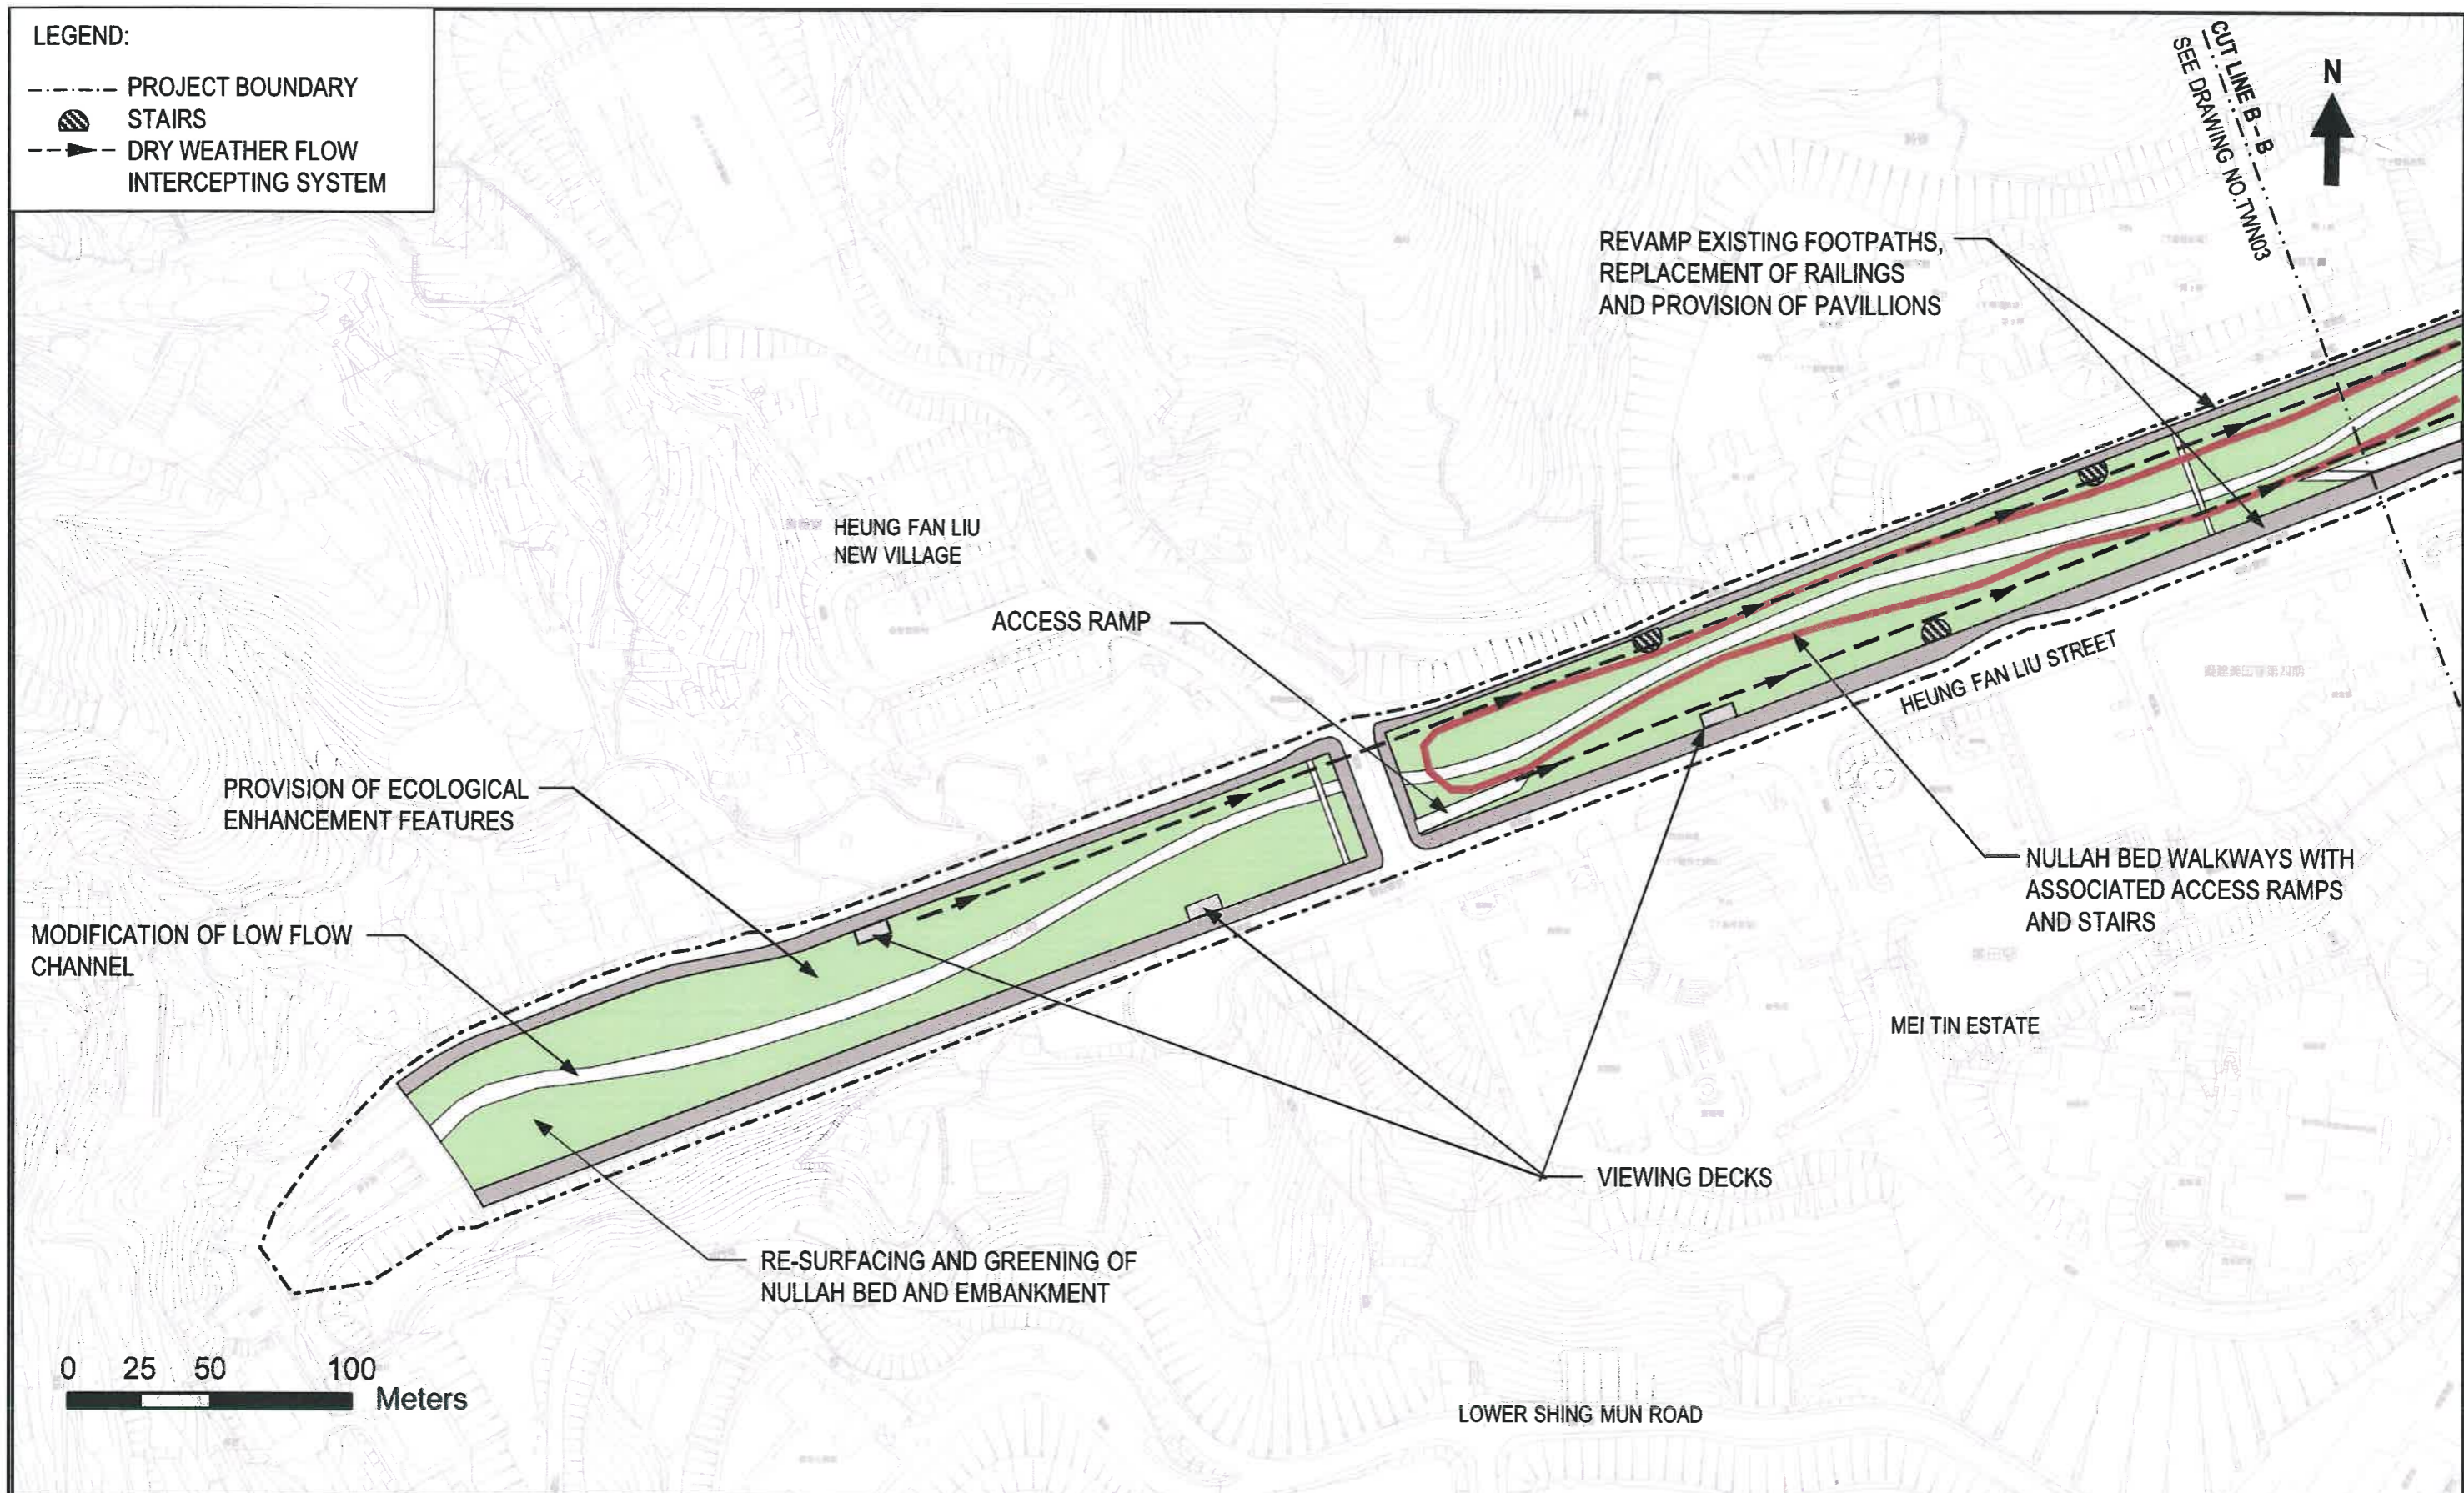 LEGEND:
PROJECT BOUNDARY
STAIRS
DRY WEATHER FLOW
INTERCEPTING SYSTEM
CUT LINE B - B
SEE DRAWING NO.TWN03
N
REVAMP EXISTING FOOTPATHS,
REPLACEMENT OF RAILINGS
AND PROVISION OF PAVILLIONS
HEUNG FAN LIU
NEW VILLAGE
ACCESS RAMP
HEUNG FAN LIU STREET
PROVISION OF ECOLOGICAL
ENHANCEMENT FEATURES
NULLAH BED WALKWAYS WITH
ASSOCIATED ACCESS RAMPS
AND STAIRS
MODIFICATION OF LOW FLOW
CHANNEL
MEI TIN ESTATE
VIEWING DECKS
RE-SURFACING AND GREENING OF
NULLAH BED AND EMBANKMENT
0 25 50 100
Meters
LOWER SHING MUN ROAD